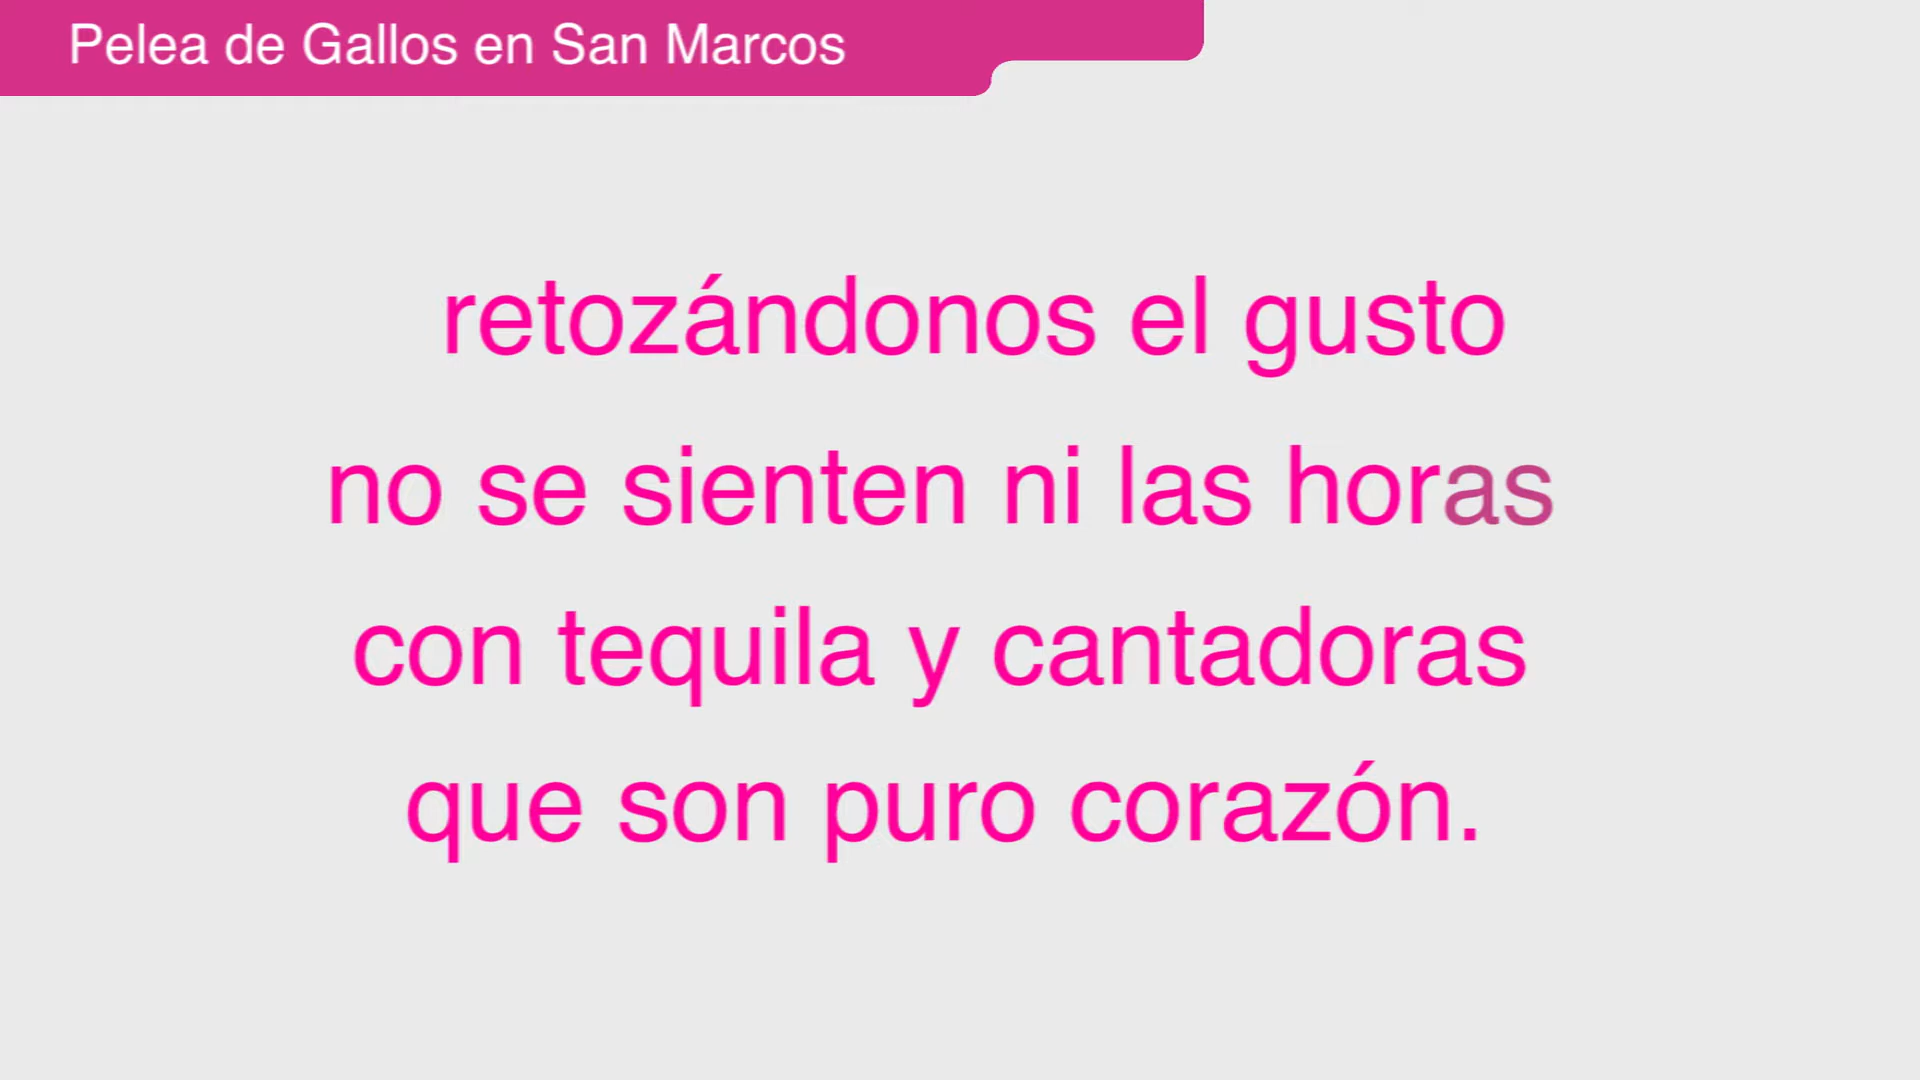 Pelea de Gallos en San Marcos
retozándonos el gusto
no se sienten ni las horas
con tequila y cantadoras
que son puro corazón.